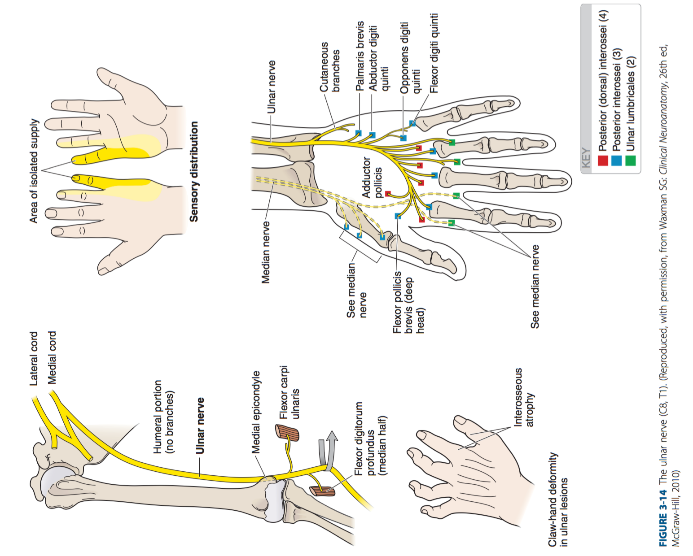 Area of isolated supply
Sensory distribution
Lateral cord
Medial cord
Humeral portion
(no branches)
Ulnar nerve
Medial epicondyle
Flexor carpi
ulnaris
Flexor digitorum
profundus
(median half)
Ulnar nerve
Cutaneous
branches
Palmaris brevis
Abductor digiti
quinti
Opponens digiti
quinti
Flexor digiti quinti
Median nerve
Adductor
pollicis
See median
nerve
Flexor pollicis
brevis (deep
head)
See median nerve
Interosseous
atrophy
Claw-hand deformity
in ulnar lesions
KEY
Posterior (dorsal) interossei (4)
Posterior interossei (3)
Ulnar lumbricales (2)
FIGURE 3-14 The ulnar nerve (C8, T1). (Reproduced, with permission, from Waxman SG. Clinical Neuroanatomy, 26th ed,
McGraw-Hill, 2010)